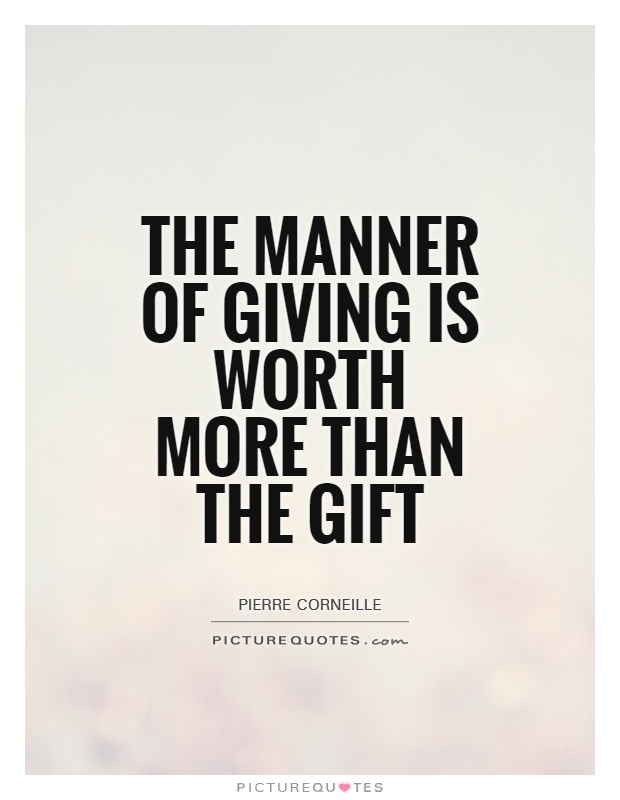 THE MANNER
OF GIVING IS
WORTH
MORE THAN
THE GIFT
PIERRE CORNEILLE
PICTUREQUOTES.com
PICTUREQUOTES